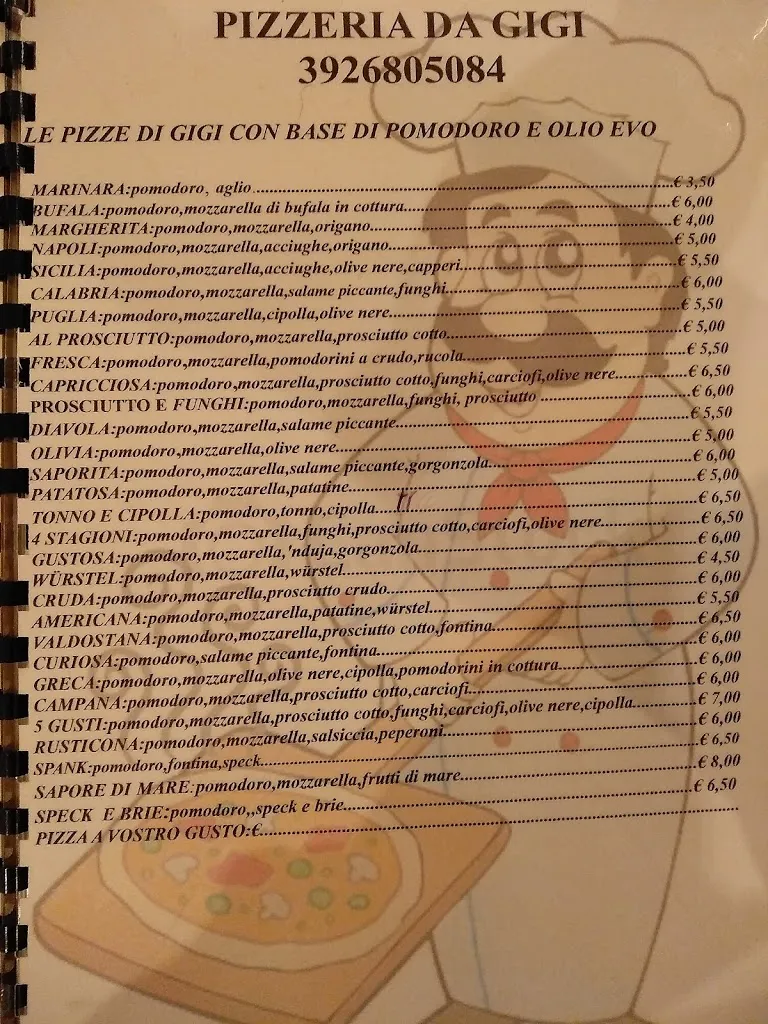 PIZZERIA DA GIGI
3926805084
LE PIZZE DI GIGI CON BASE DI POMODORO E OLIO EVO
MARINARA:pomodoro, aglio...€ 3,50
BUFALA:pomodoro,mozzarella di bufala in cottura...€ 6,00
MARGHERITA:pomodoro,mozzarella,origano...€ 4,00
NAPOLI:pomodoro,mozzarella,acciughe,origano...€ 5,00
SICILIA:pomodoro,mozzarella,acciughe,olive nere,capperi...€ 5,50
CALABRIA:pomodoro,mozzarella,salame piccante,funghi...€ 6,00
PUGLIA:pomodoro,mozzarella,cipolla,olive nere...€ 5,50
AL PROSCIUTTO:pomodoro,mozzarella,prosciutto cotto...€ 5,00
FRESCA:pomodoro,mozzarella,pomodorini a crudo,rucola...€ 5,50
CAPRICCIOSA:pomodoro,mozzarella,prosciutto cotto,funghi,carciofi,olive nere...€ 6,50
PROSCIUTTO E FUNGHI:pomodoro,mozzarella,funghi, prosciutto ...€ 6,00
DIAVOLA:pomodoro,mozzarella,salame piccante...€ 5,50
OLIVIA:pomodoro,mozzarella,olive nere...€ 5,00
SAPORITA:pomodoro,mozzarella,salame piccante,gorgonzola...€ 6,00
PATATOSA:pomodoro,mozzarella,patatine...€ 5,00
TONNO E CIPOLLA:pomodoro,tonno,cipolla...€ 6,50
4 STAGIONI:pomodoro,mozzarella,funghi,prosciutto cotto,carciofi,olive nere...€ 6,50
GUSTOSA:pomodoro,mozzarella,'nduja,gorgonzola...€ 6,00
WÜRSTEL:pomodoro,mozzarella,würstel...€ 4,50
CRUDA:pomodoro,mozzarella,prosciutto crudo...€ 6,00
AMERICANA:pomodoro,mozzarella,patatine,würstel...€ 5,50
VALDOSTANA:pomodoro,mozzarella,prosciutto cotto,fontina...€ 6,50
CURIOSA:pomodoro,salame piccante,fontina...€ 6,00
GRECA:pomodoro,mozzarella,olive nere,cipolla,pomodorini in cottura...€ 6,00
CAMPANA:pomodoro,mozzarella,prosciutto cotto,carciofi...€ 6,00
5 GUSTI:pomodoro,mozzarella,prosciutto cotto,funghi,carciofi,olive nere,cipolla...€ 7,00
RUSTICONA:pomodoro,mozzarella,salsiccia,peperoni...€ 6,00
SPANK:pomodoro,fontina,speck...€ 6,50
SAPORE DI MARE:pomodoro,mozzarella,frutti di mare...€ 8,00
SPECK E BRIE:pomodoro,,speck e brie...€ 6,50
PIZZA A VOSTRO GUSTO:€...